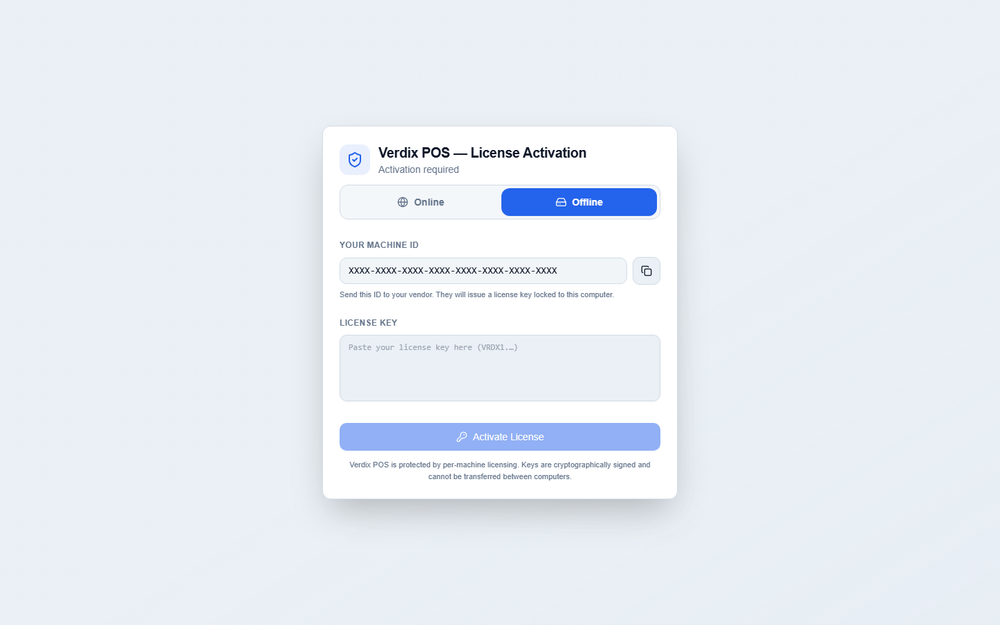 Verdix POS — License Activation
Activation required
Online
Offline
YOUR MACHINE ID
XXXX-XXXX-XXXX-XXXX-XXXX-XXXX-XXXX-XXXX
Send this ID to your vendor. They will issue a license key locked to this computer.
LICENSE KEY
Paste your license key here (VRDX1.…)
Activate License
Verdix POS is protected by per-machine licensing. Keys are cryptographically signed and
cannot be transferred between computers.